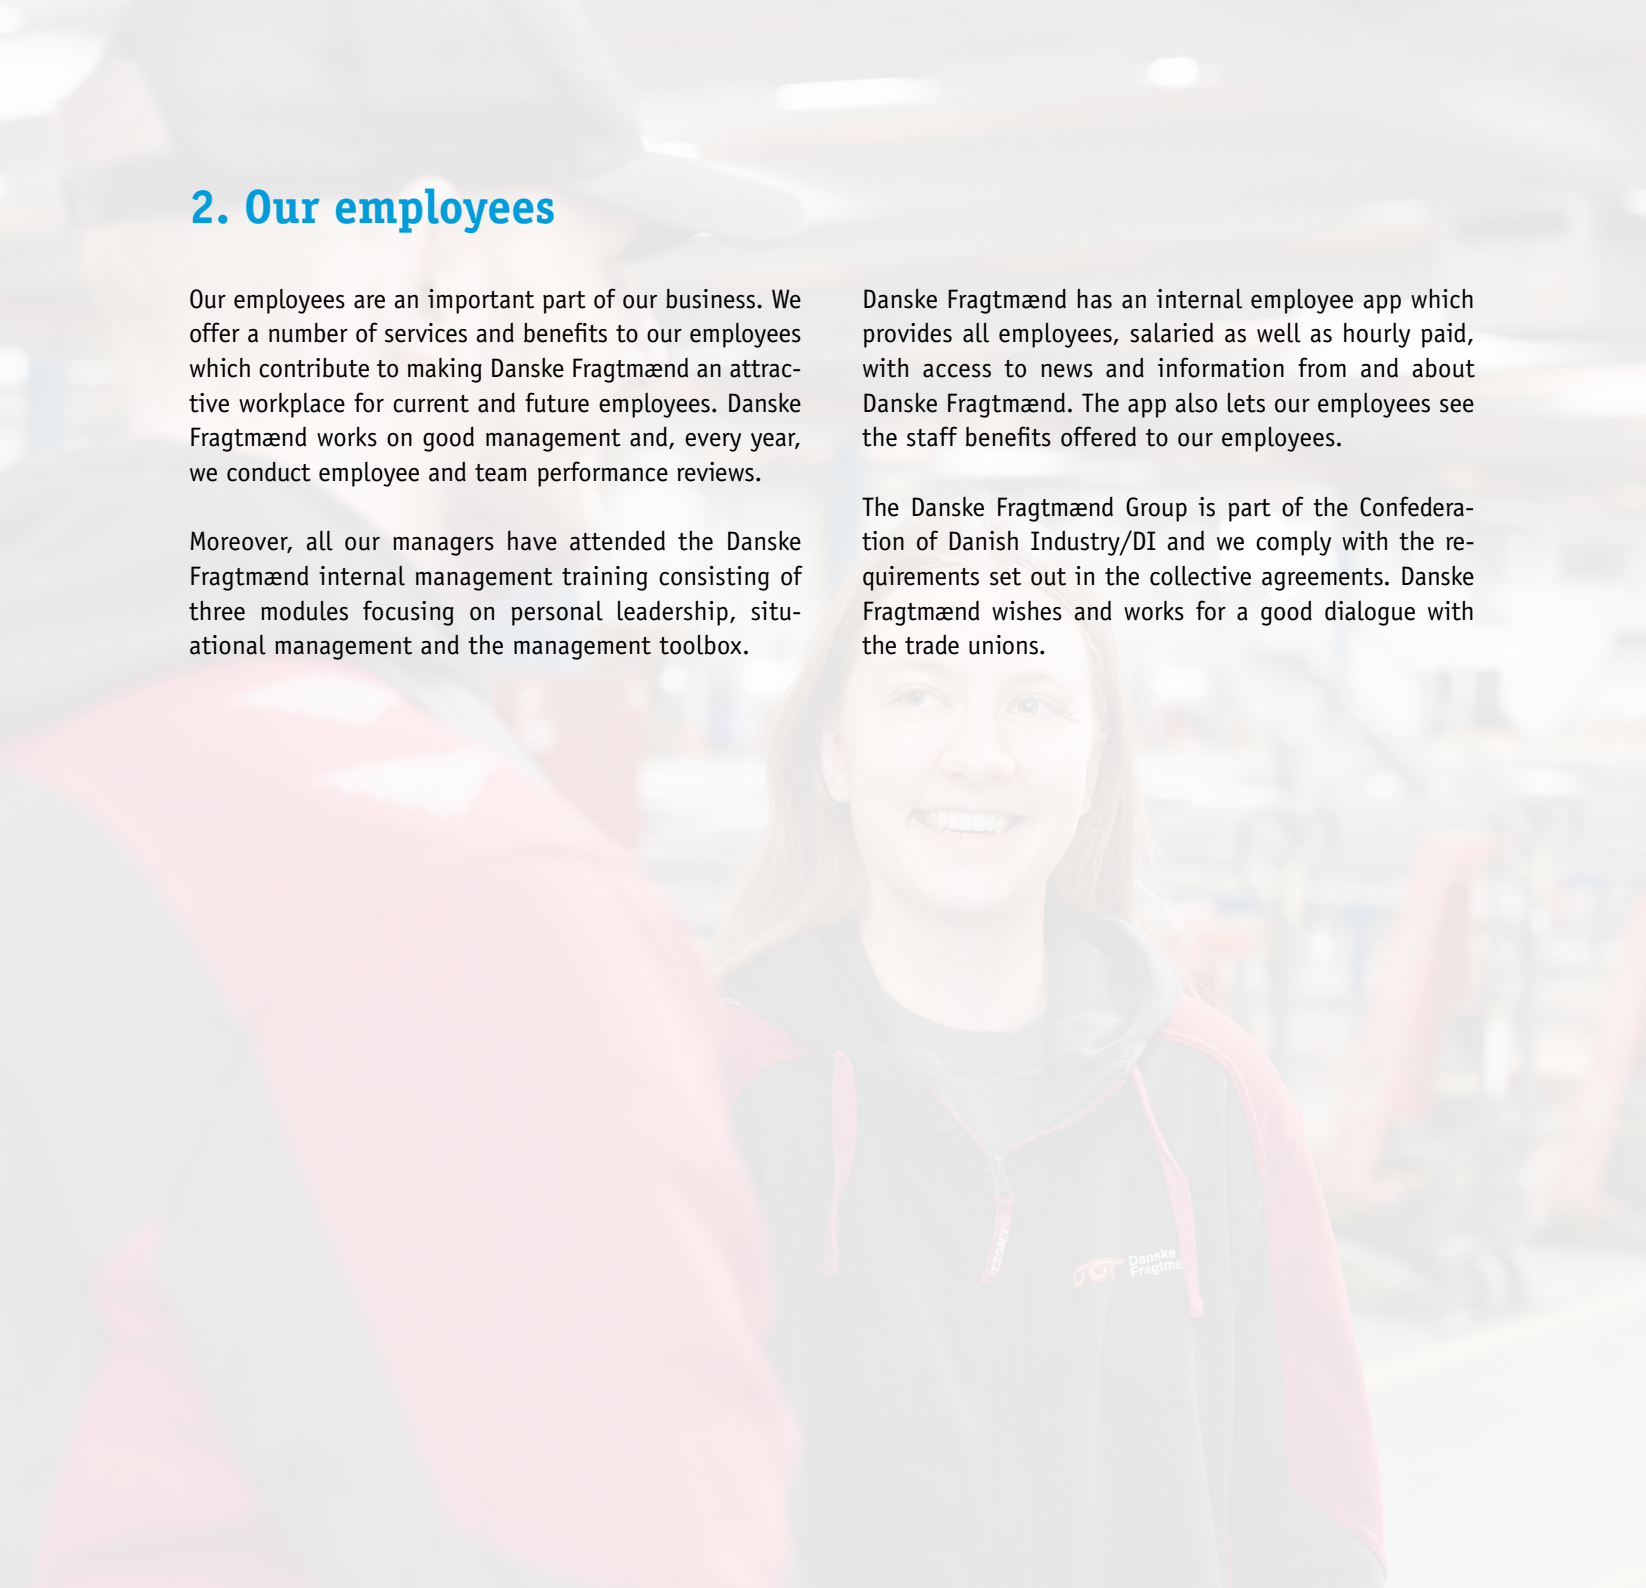 2. Our employees
Our employees are an important part of our business. We
offer a number of services and benefits to our employees
which contribute to making Danske Fragtmænd an attrac-
tive workplace for current and future employees. Danske
Fragtmænd works on good management and, every year,
we conduct employee and team performance reviews.
Moreover, all our managers have attended the Danske
Fragtmænd internal management training consisting of
three modules focusing on personal leadership, situ-
ational management and the management toolbox.
Danske Fragtmænd has an internal employee app which
provides all employees, salaried as well as hourly paid,
with access to news and information from and about
Danske Fragtmænd. The app also lets our employees see
the staff benefits offered to our employees.
The Danske Fragtmænd Group is part of the Confedera-
tion of Danish Industry/DI and we comply with the re-
quirements set out in the collective agreements. Danske
Fragtmænd wishes and works for a good dialogue with
the trade unions.
Danske
Fragtmæ